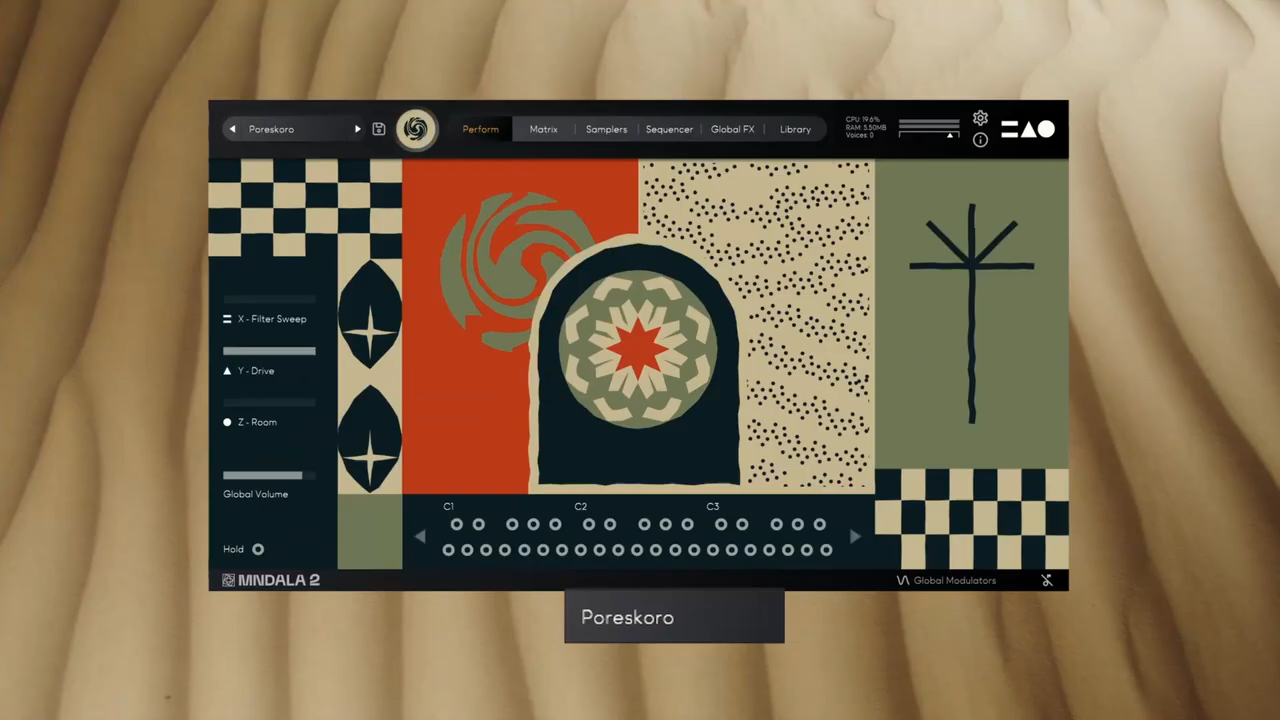 Poreskoro
Perform
Matrix
Samplers
Sequencer
Global FX
Library
CPU: 19.6%
RAM: 5.50MB
Voices: 0
X - Filter Sweep
Y - Drive
Z - Room
Global Volume
Hold
C1
C2
C3
MNDALA 2
Global Modulators
Poreskoro